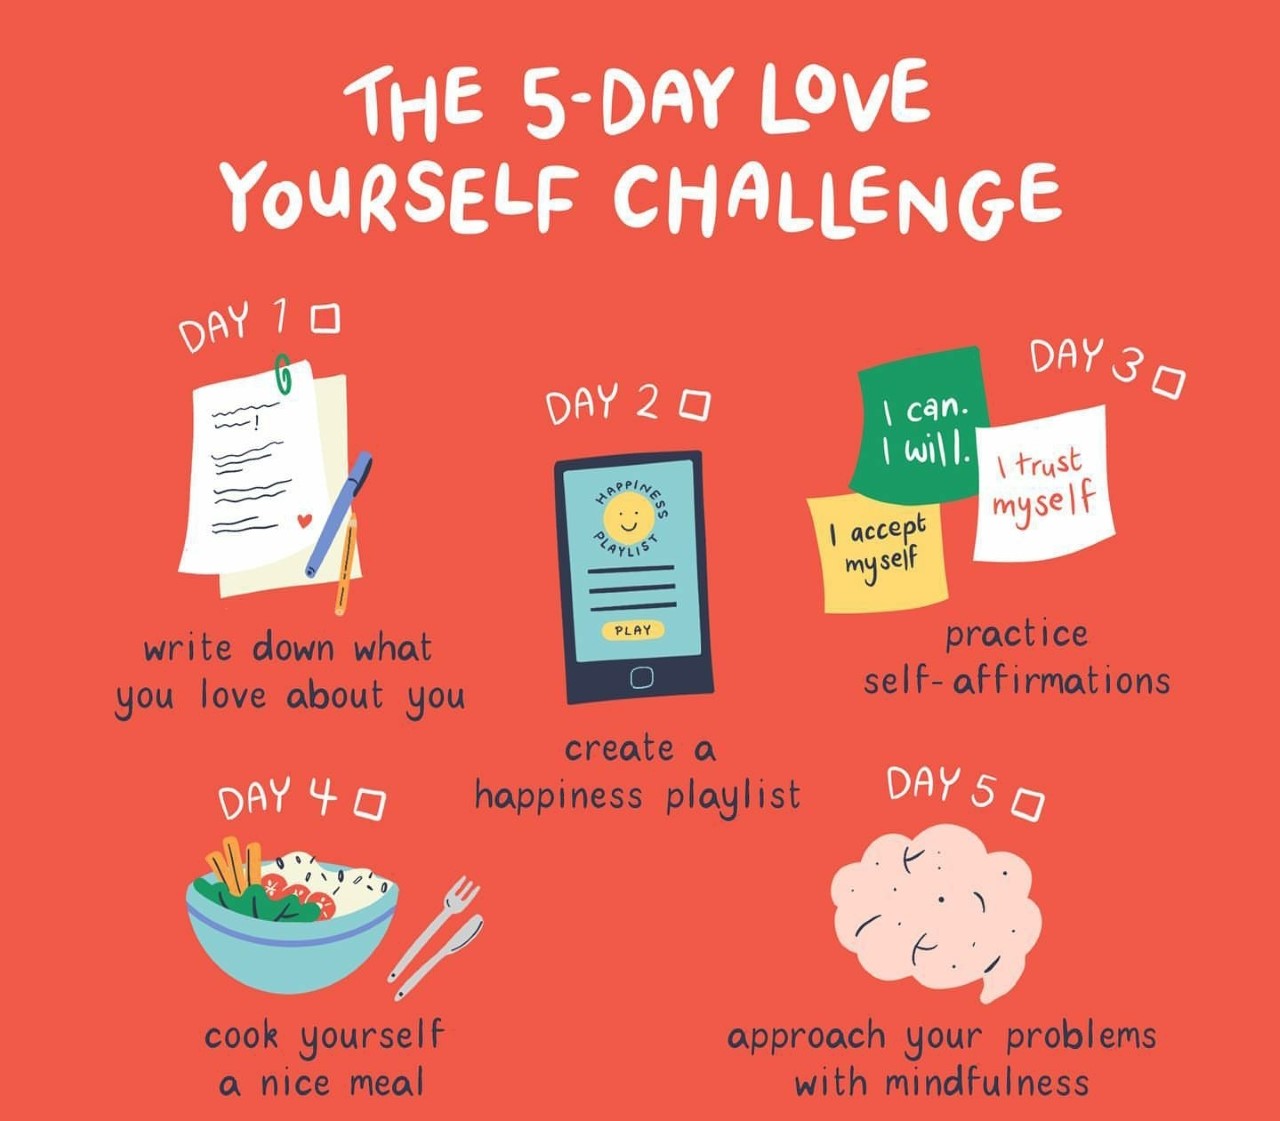 THE 5-DAY LOVE
YOURSELF CHALLENGE
DAY 1
write down what
you love about you
DAY 2
HAPPINESS
PLAYLIST
PLAY
create a
happiness playlist
DAY 3
I can.
I will.
I trust
myself
I accept
myself
practice
self-affirmations
DAY 4
cook yourself
a nice meal
DAY 5
approach your problems
with mindfulness